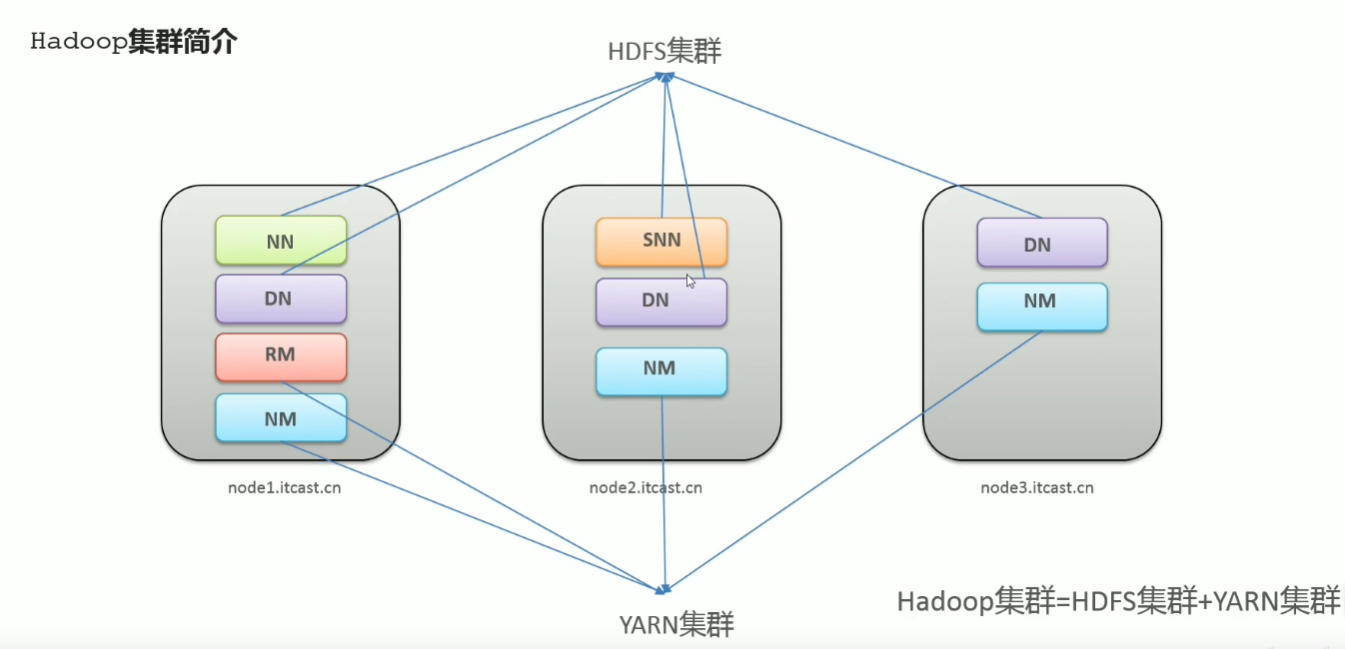 Hadoop集群简介
HDFS集群
NN
DN
RM
NM
node1.itcast.cn
SNN
DN
NM
node2.itcast.cn
DN
NM
node3.itcast.cn
YARN集群
Hadoop集群=HDFS集群+YARN集群